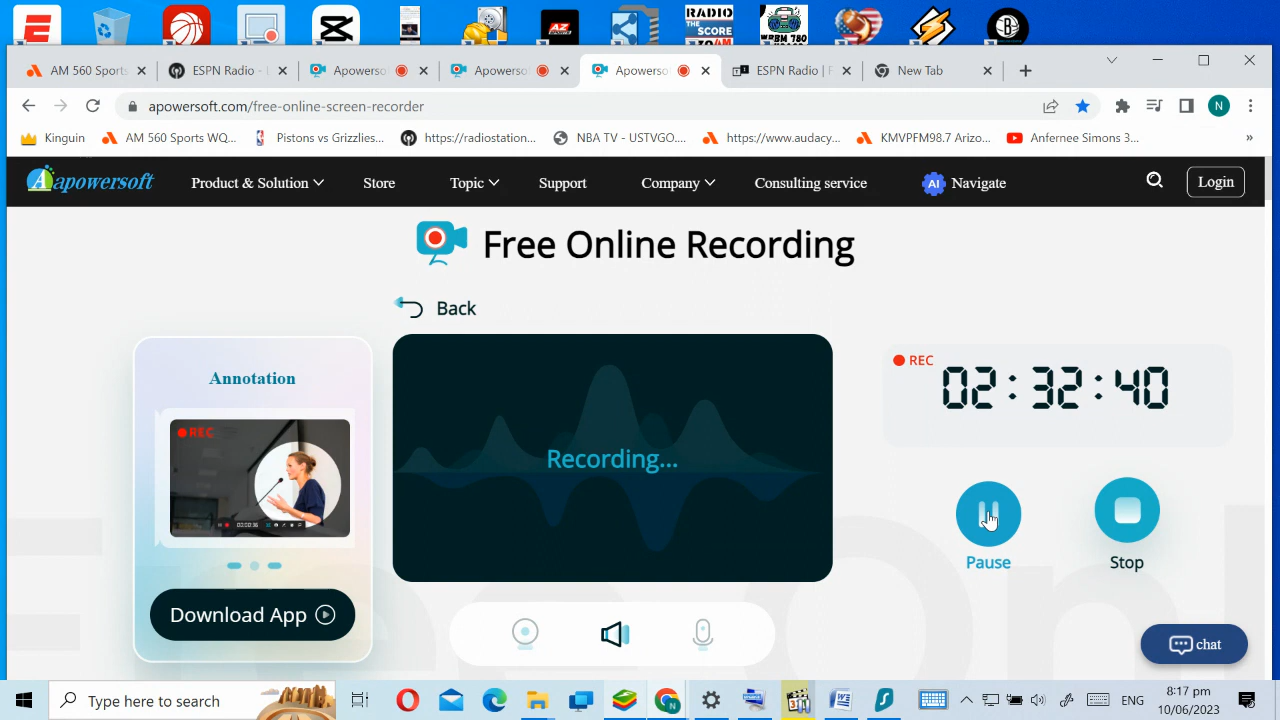 RADIO
THE
SCORE
AZ
SPORTS
WRBM 780
B
AM 560 Sports
ESPN Radio -
Apowerso
Apowerso
Apowerso
ESPN Radio | F
New Tab
apowersoft.com/free-online-screen-recorder
N
Kinguin
AM 560 Sports WQ...
Pistons vs Grizzlies...
https://radiostation...
NBA TV - USTVGO....
https://www.audacy...
KMVPFM98.7 Arizo...
Anfernee Simons 3...
»
apowersoft
Product & Solution
Store
Topic
Support
Company
Consulting service
AI Navigate
Login
Free Online Recording
Back
Annotation
REC
Recording...
REC
02:32:40
Pause
Stop
Download App
chat
Type here to search
ENG
8:17 pm
10/06/2023